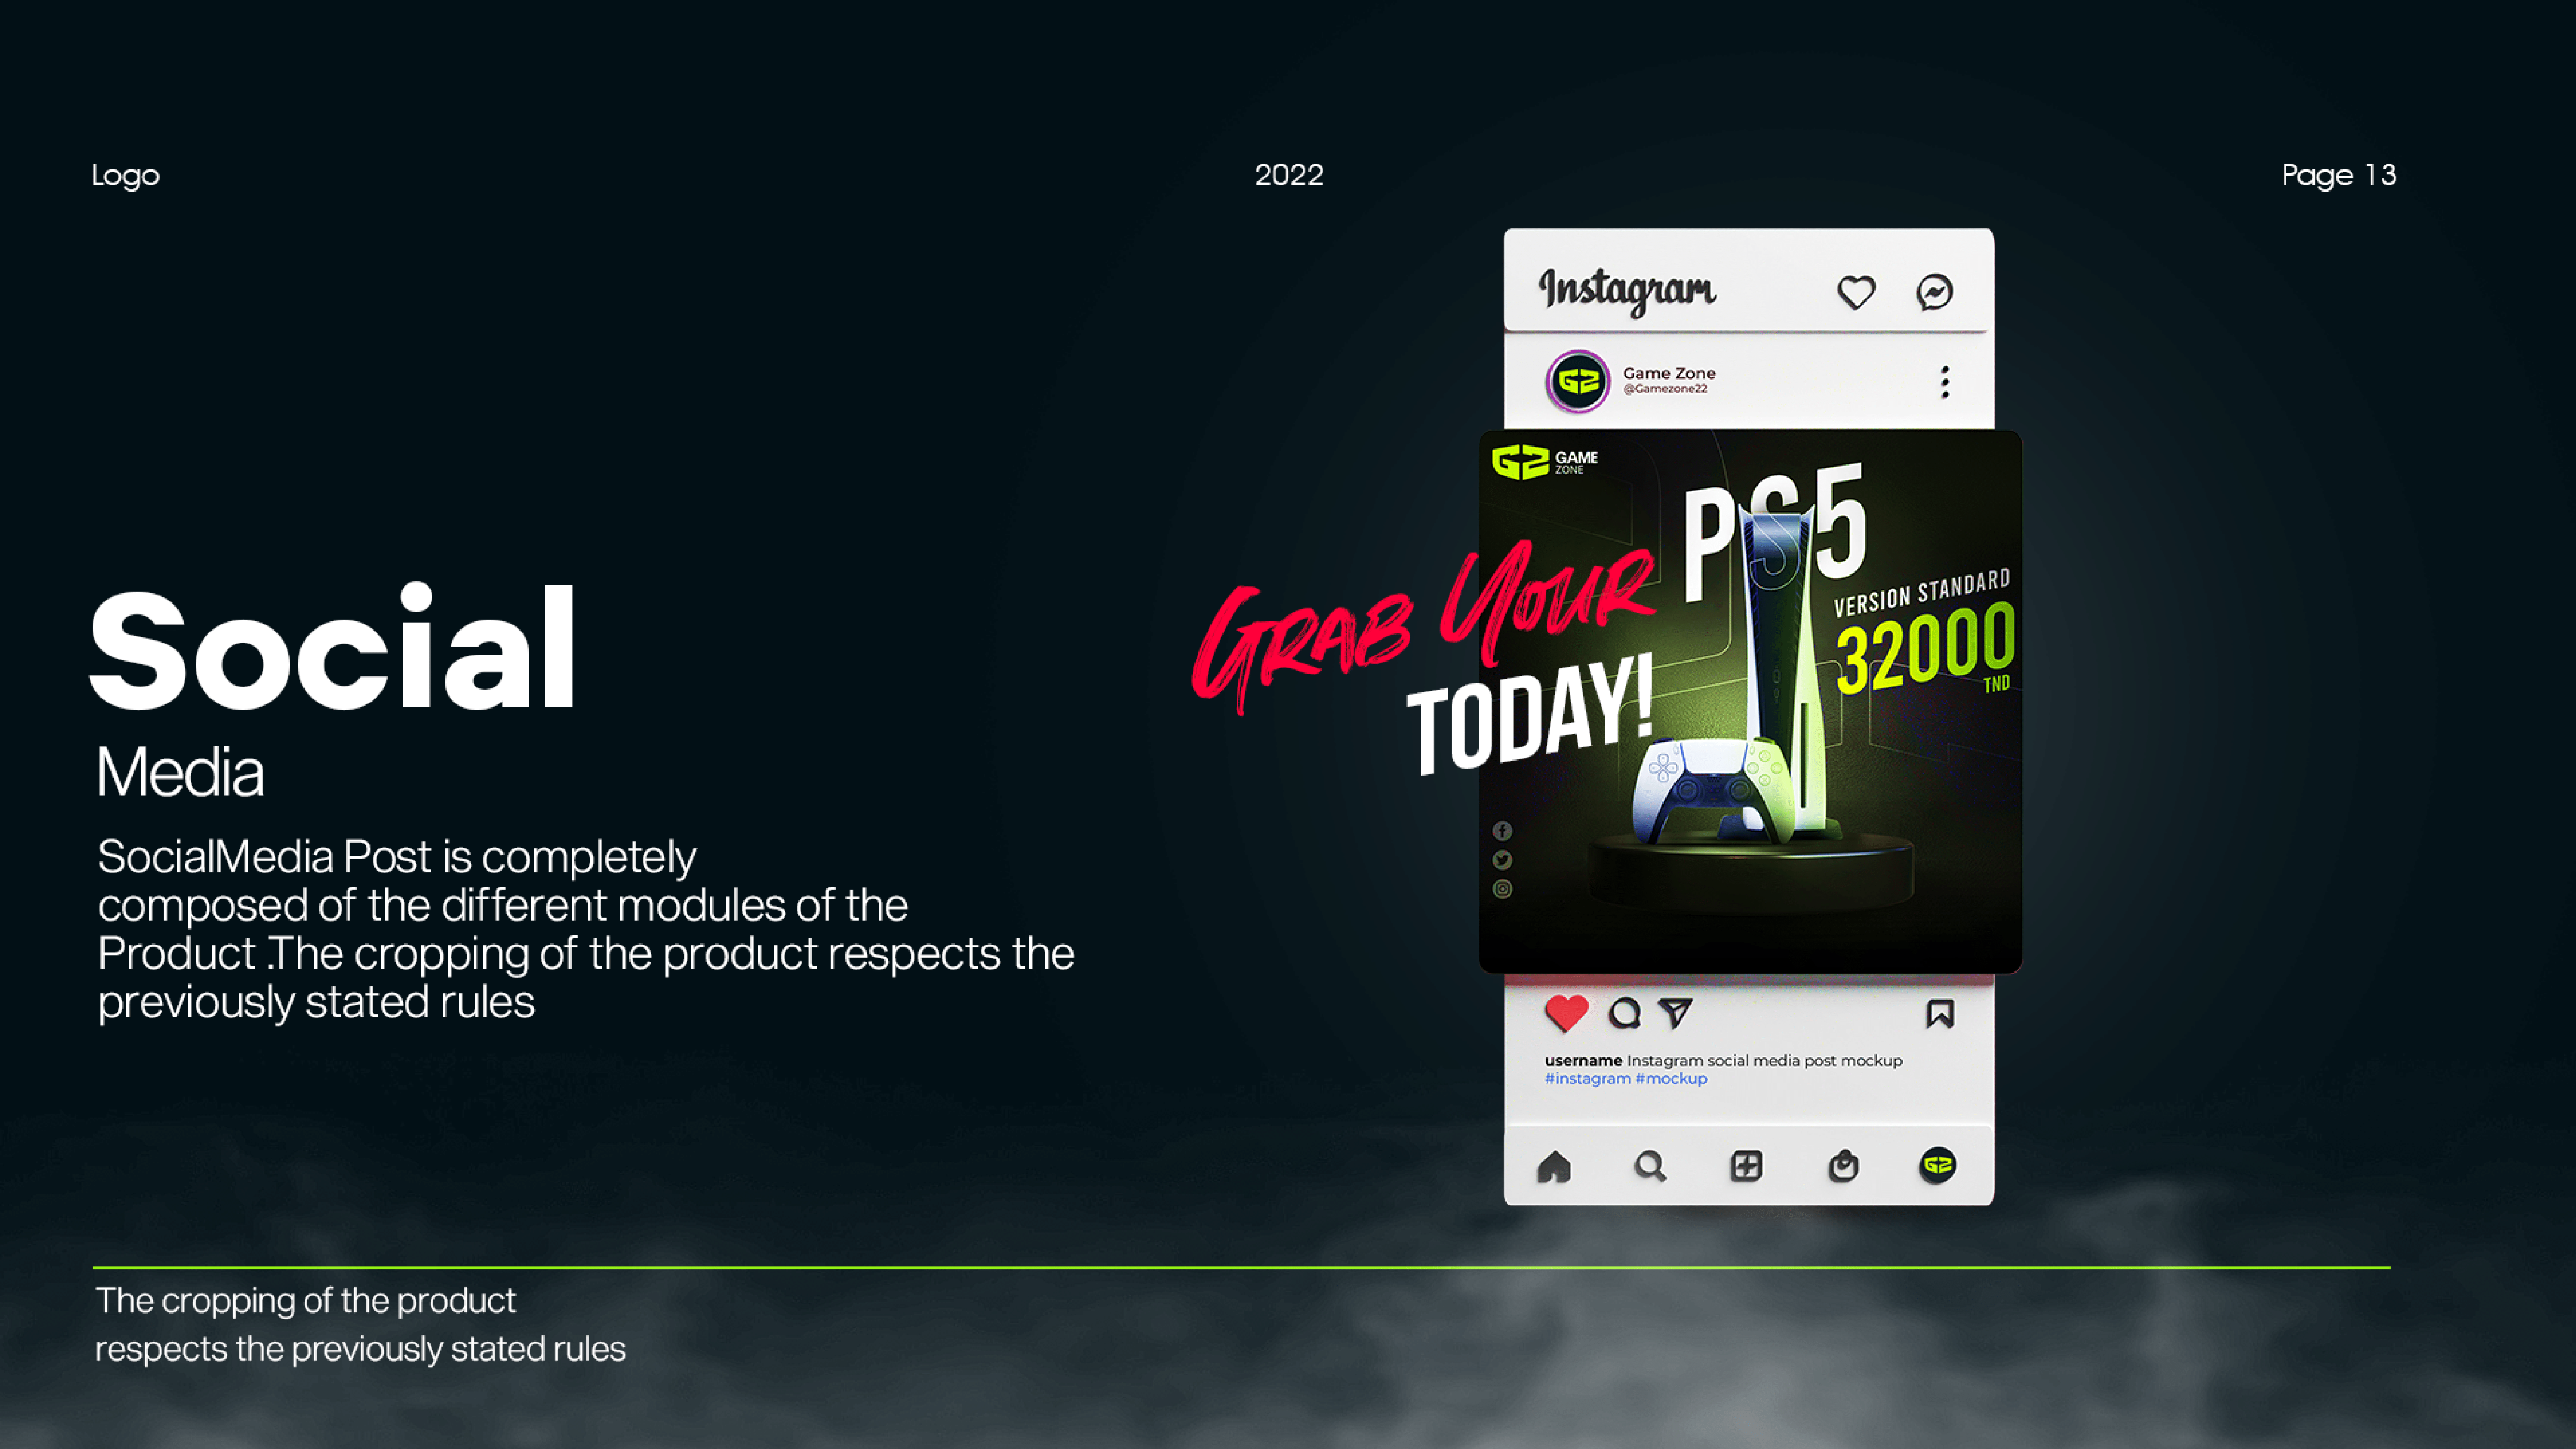 Logo
2022
Page 13
Instagram
Game Zone
@Gamezone22
GZ GAME
ZONE
PS5
VERSION STANDARD
32000
TND
GRAB YOUR
TODAY!
Social
Media
SocialMedia Post is completely
composed of the different modules of the
Product .The cropping of the product respects the
previously stated rules
username Instagram social media post mockup
#instagram #mockup
The cropping of the product
respects the previously stated rules